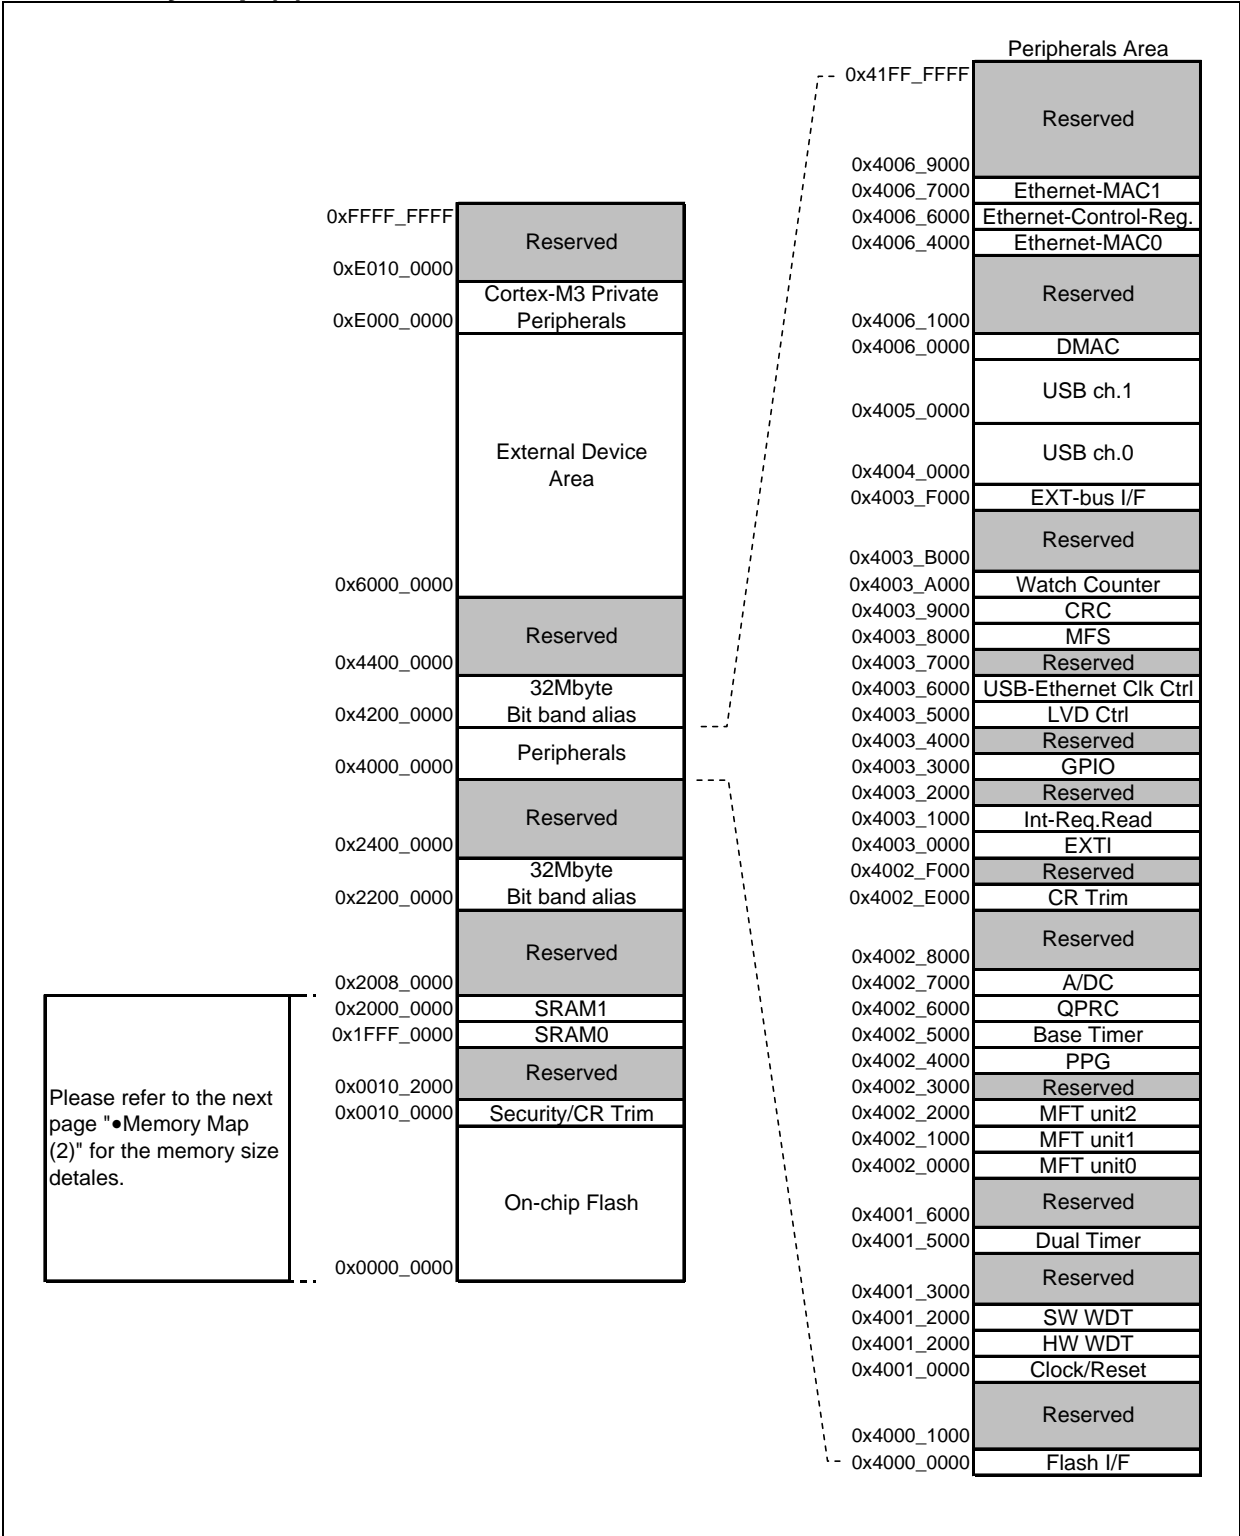 Peripherals Area
0x41FF_FFFF
Reserved
0x4006_9000
0x4006_7000 Ethernet-MAC1
0x4006_6000 Ethernet-Control-Reg.
0x4006_4000 Ethernet-MAC0
Reserved
0x4006_1000
0x4006_0000 DMAC
USB ch.1
0x4005_0000
USB ch.0
0x4004_0000
0x4003_F000 EXT-bus I/F
Reserved
0x4003_B000
0x4003_A000 Watch Counter
0x4003_9000 CRC
0x4003_8000 MFS
0x4003_7000 Reserved
0x4003_6000 USB-Ethernet Clk Ctrl
0x4003_5000 LVD Ctrl
0x4003_4000 Reserved
0x4003_3000 GPIO
0x4003_2000 Reserved
0x4003_1000 Int-Req.Read
0x4003_0000 EXTI
0x4002_F000 Reserved
0x4002_E000 CR Trim
Reserved
0x4002_8000
0x4002_7000 A/DC
0x4002_6000 QPRC
0x4002_5000 Base Timer
0x4002_4000 PPG
0x4002_3000 Reserved
0x4002_2000 MFT unit2
0x4002_1000 MFT unit1
0x4002_0000 MFT unit0
Reserved
0x4001_6000
0x4001_5000 Dual Timer
Reserved
0x4001_3000
0x4001_2000 SW WDT
0x4001_2000 HW WDT
0x4001_0000 Clock/Reset
Reserved
0x4000_1000
0x4000_0000 Flash I/F
0xFFFF_FFFF
Reserved
0xE010_0000
Cortex-M3 Private
0xE000_0000 Peripherals
External Device
Area
0x6000_0000
Reserved
0x4400_0000
32Mbyte
0x4200_0000 Bit band alias
Peripherals
0x4000_0000
Reserved
0x2400_0000
32Mbyte
0x2200_0000 Bit band alias
Reserved
0x2008_0000
0x2000_0000 SRAM1
0x1FFF_0000 SRAM0
Reserved
0x0010_2000
0x0010_0000 Security/CR Trim
On-chip Flash
0x0000_0000
Please refer to the next
page "●Memory Map
(2)" for the memory size
detales.